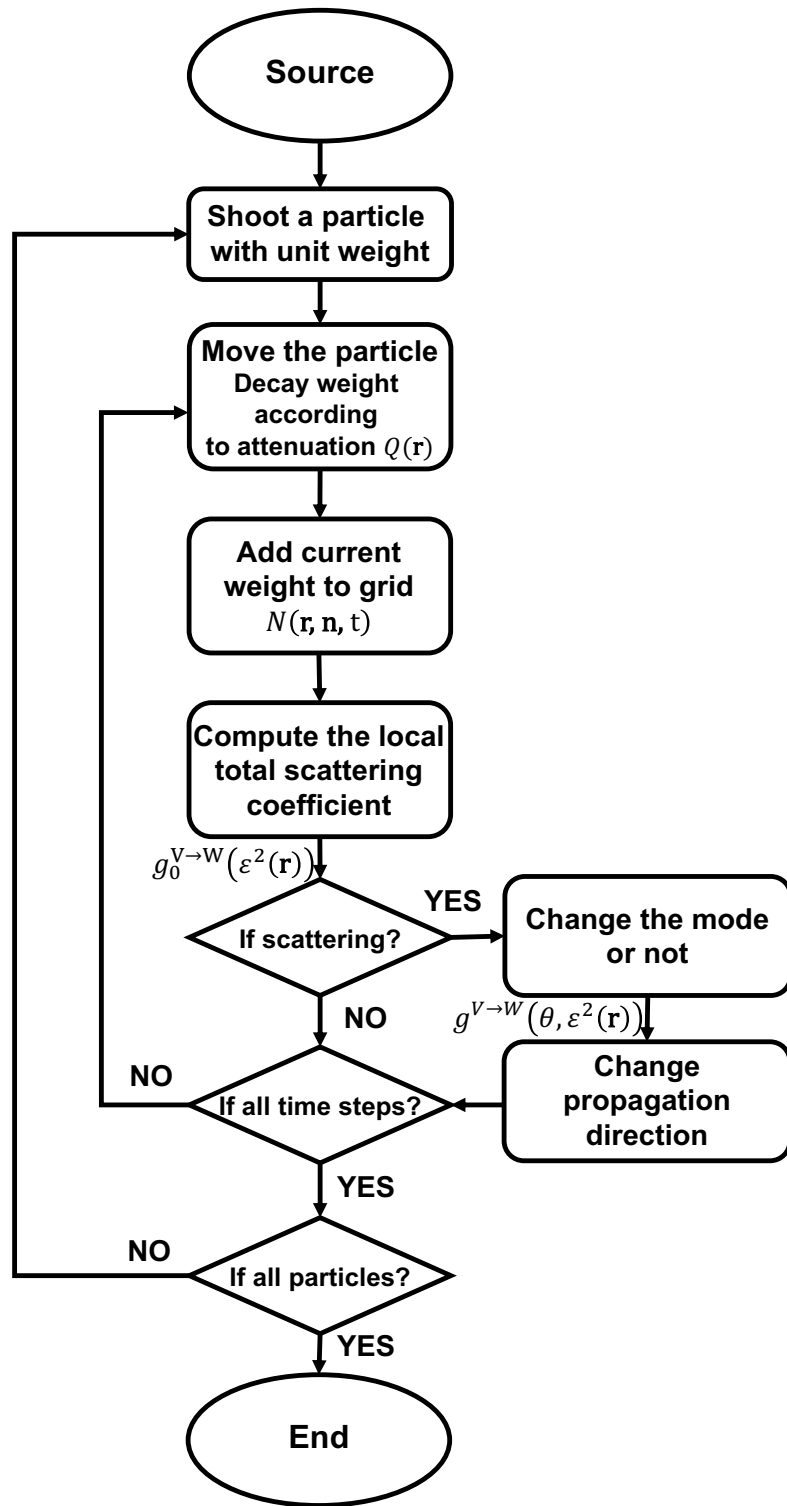 Source
Shoot a particle
with unit weight
Move the particle
Decay weight
according
to attenuation Q(r)
Add current
weight to grid
N(r, n, t)
Compute the local
total scattering
coefficient
g₀^{V→W}(ε²(r))
If scattering?
YES
Change the mode
or not
NO
g^{V→W}(θ, ε²(r))
Change
propagation
direction
If all time steps?
NO
YES
If all particles?
NO
YES
End